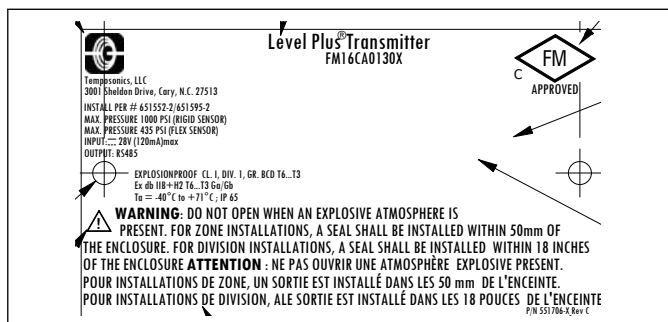 Level Plus® Transmitter
FM16CA0130X
FM
C
APPROVED
Temposonics, LLC
3001 Sheldon Drive, Cary, N.C. 27513
INSTALL PER # 651552-2/651595-2
MAX. PRESSURE 1000 PSI (RIGID SENSOR)
MAX. PRESSURE 435 PSI (FLEX SENSOR)
INPUT: ⎓ 28V (120mA)max
OUTPUT: RS485
EXPLOSIONPROOF CL. I, DIV. 1, GR. BCD T6...T3
Ex db IIB+H2 T6...T3 Ga/Gb
Ta = -40°C to +71°C ; IP 65
WARNING: DO NOT OPEN WHEN AN EXPLOSIVE ATMOSPHERE IS
PRESENT. FOR ZONE INSTALLATIONS, A SEAL SHALL BE INSTALLED WITHIN 50mm OF
THE ENCLOSURE. FOR DIVISION INSTALLATIONS, A SEAL SHALL BE INSTALLED WITHIN 18 INCHES
OF THE ENCLOSURE ATTENTION : NE PAS OUVRIR UNE ATMOSPHÈRE EXPLOSIVE PRESENT.
POUR INSTALLATIONS DE ZONE, UN SORTIE EST INSTALLÉ DANS LES 50 mm DE L'ENCEINTE.
POUR INSTALLATIONS DE DIVISION, ALE SORTIE EST INSTALLÉ DANS LES 18 POUCES DE L'ENCEINTE
P/N 551706-X Rev C